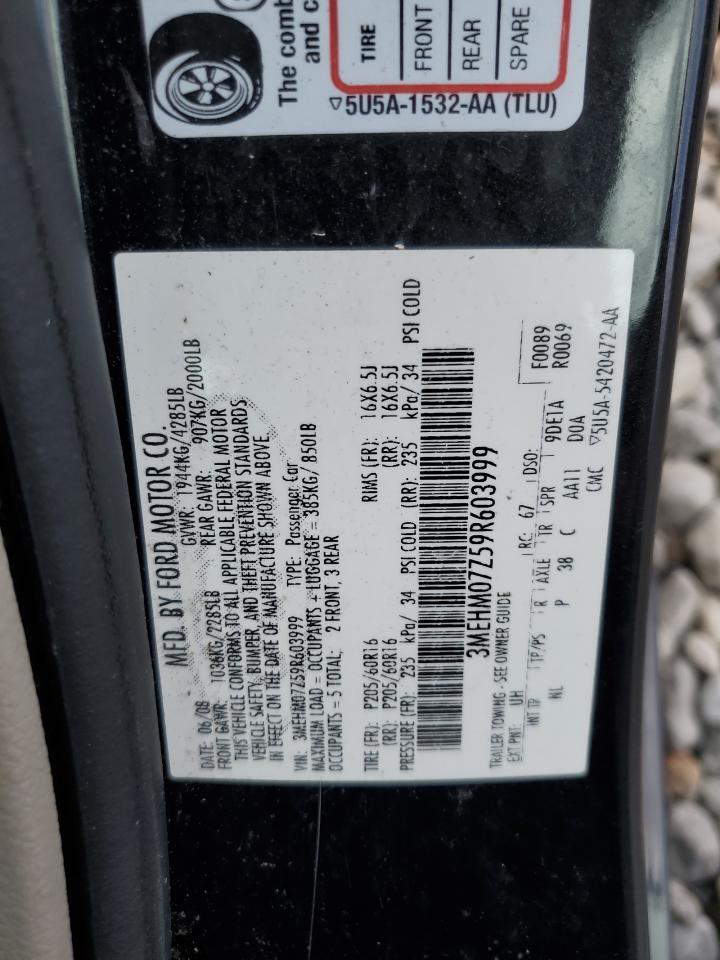 The comb
and c
TIRE
FRONT
REAR
SPARE
▽5U5A-1532-AA (TLU)
MFD. BY FORD MOTOR CO.
DATE: 06/08 GVWR: 1944KG/4285LB
FRONT GAWR: 1036KG/2285LB REAR GAWR: 907KG/2000LB
THIS VEHICLE CONFORMS TO ALL APPLICABLE FEDERAL MOTOR
VEHICLE SAFETY, BUMPER, AND THEFT PREVENTION STANDARDS
IN EFFECT ON THE DATE OF MANUFACTURE SHOWN ABOVE.
VIN: 3MEHM07Z59R603999 TYPE: Passenger Car
MAXIMUM LOAD = OCCUPANTS + LUGGAGE = 385KG/ 850LB
OCCUPANTS = 5 TOTAL; 2 FRONT, 3 REAR
TIRE (FR): P205/60R16 RIMS (FR): 16X6.5J
(RR): P205/60R16 (RR): 16X6.5J
PRESSURE (FR): 235 kPa/ 34 PSI COLD (RR): 235 kPa/ 34 PSI COLD
3MEHM07Z59R603999
TRAILER TOWING - SEE OWNER GUIDE
EXT PNT: UH RC: 67 DSO: F0089
INT TR TP/PS R AXLE TR SPR 9DE1A R0069
NL P 38 C AA11 D0A
CMC ▽5U5A-5420472-AA